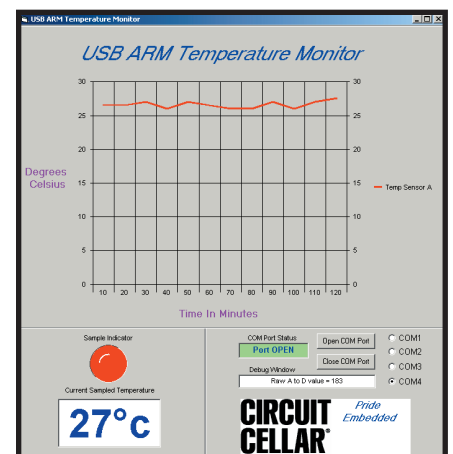 USB ARM Temperature Monitor
USB ARM Temperature Monitor
30 30
25 25
20 20
Degrees
Celsius
15 15
Temp Sensor A
10 10
5 5
0 0
10 20 30 40 50 60 70 80 90 100 110 120
Time In Minutes
Sample Indicator
Current Sampled Temperature
27°c
COM Port Status
Port OPEN
Open COM Port
Close COM Port
Debug Window
Raw A to D value = 183
COM1
COM2
COM3
COM4
CIRCUIT
CELLAR®
Pride
Embedded